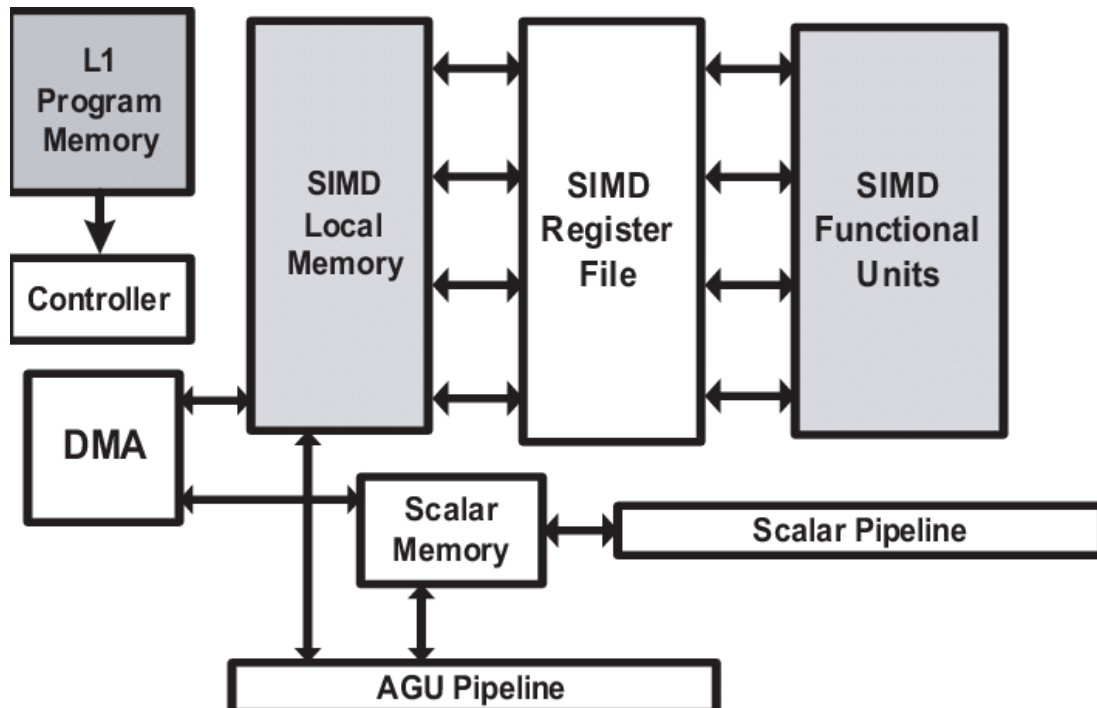 L1
Program
Memory
Controller
DMA
SIMD
Local
Memory
SIMD
Register
File
SIMD
Functional
Units
Scalar
Memory
Scalar Pipeline
AGU Pipeline